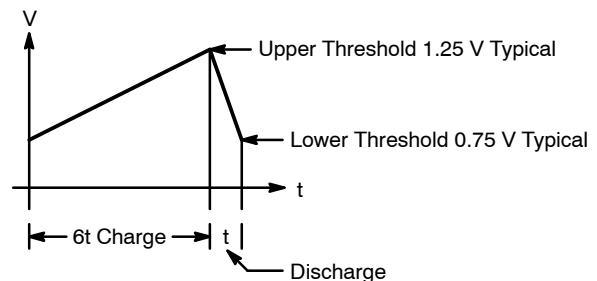 V
Upper Threshold 1.25 V Typical
Lower Threshold 0.75 V Typical
t
6t Charge
t
Discharge